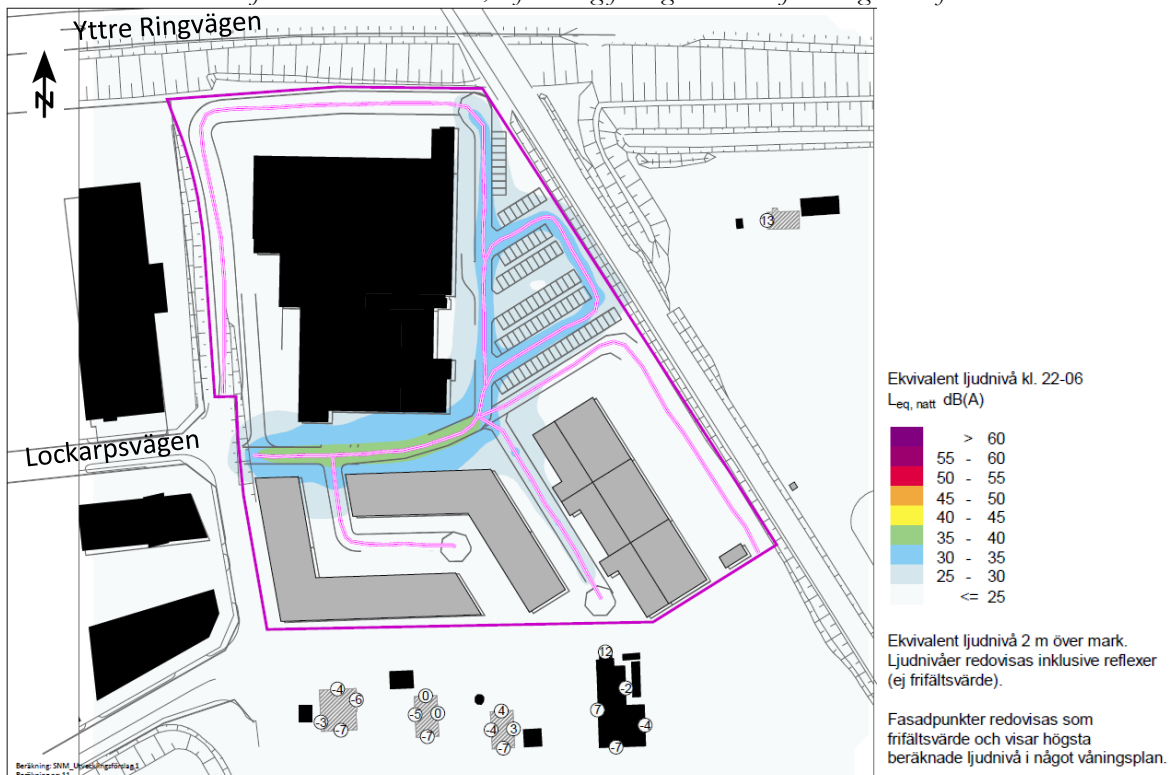 Yttre Ringvägen
N
13
Lockarpsvägen
Ekvivalent ljudnivå kl. 22-06
Leq, natt dB(A)
> 60
55 - 60
50 - 55
45 - 50
40 - 45
35 - 40
30 - 35
25 - 30
<= 25
Ekvivalent ljudnivå 2 m över mark.
Ljudnivåer redovisas inklusive reflexer
(ej frifältsvärde).
Fasadpunkter redovisas som
frifältsvärde och visar högsta
beräknade ljudnivå i något våningsplan.
-4
-6
-3
-7
0
-5
0
-7
4
-4
3
-7
12
-2
7
-4
-7
Beräkning: SNM_Utvecklingsförslag 1